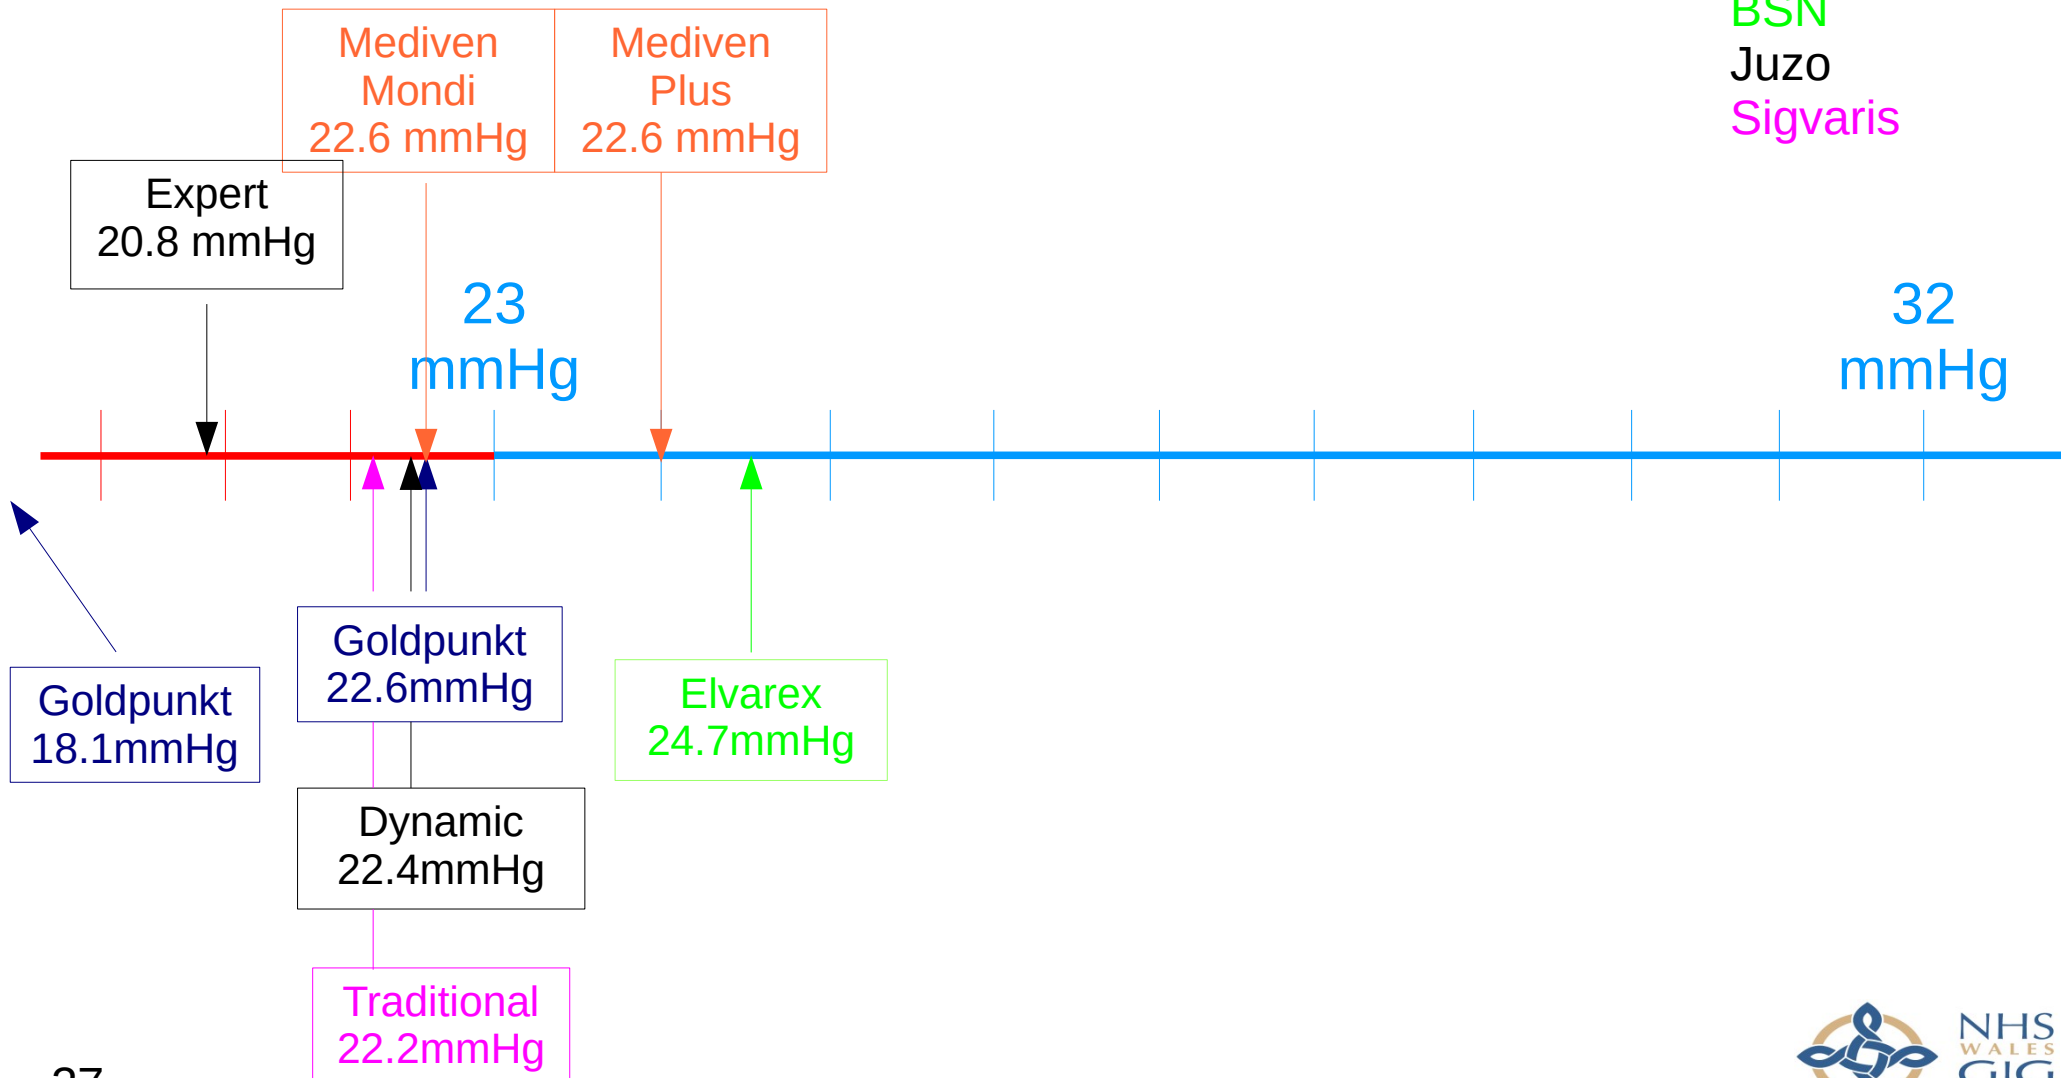 BSN
Juzo
Sigvaris
Mediven
Mondi
22.6 mmHg
Mediven
Plus
22.6 mmHg
Expert
20.8 mmHg
23
mmHg
32
mmHg
Goldpunkt
18.1mmHg
Goldpunkt
22.6mmHg
Elvarex
24.7mmHg
Dynamic
22.4mmHg
Traditional
22.2mmHg
27
NHS
WALES
GIG